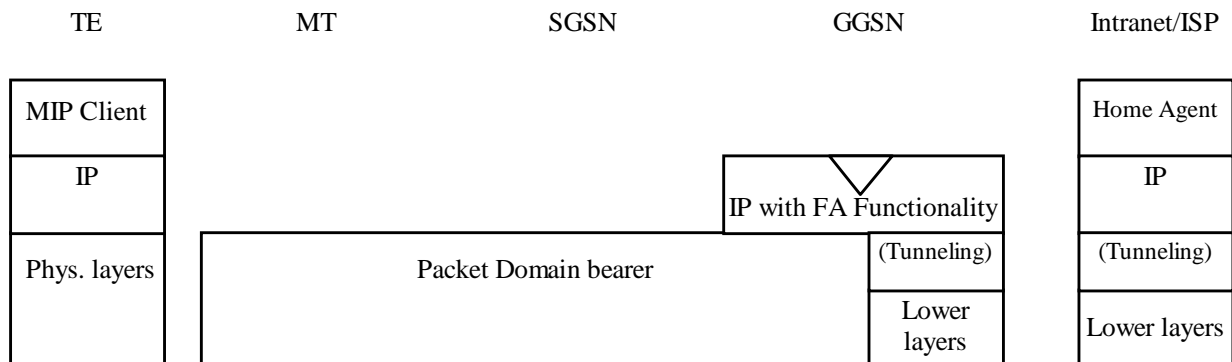 TE MT SGSN GGSN Intranet/ISP
MIP Client
Home Agent
IP
IP
IP with FA Functionality
Phys. layers
Packet Domain bearer
(Tunneling)
(Tunneling)
Lower
layers
Lower layers